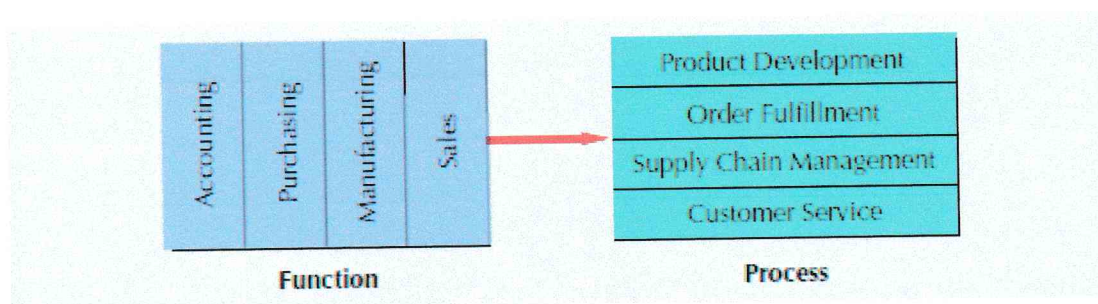 Accounting
Purchasing
Manufacturing
Sales
Function
Product Development
Order Fulfillment
Supply Chain Management
Customer Service
Process